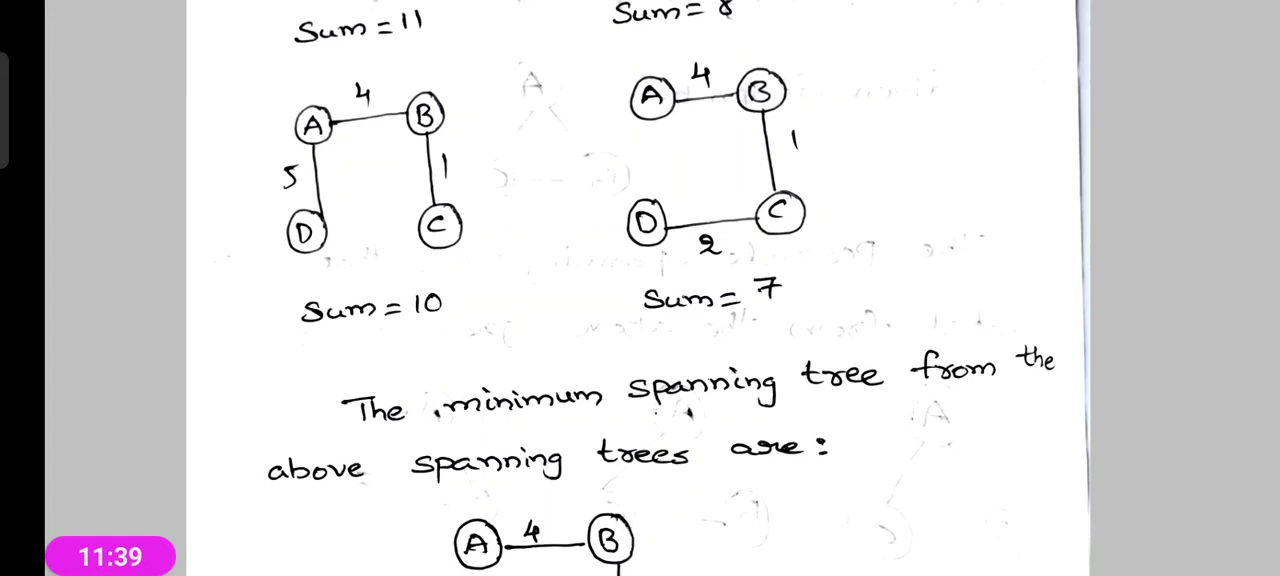 Sum = 11
Sum = 8
A 4 B
5 1
D C
Sum = 10
A 4 B
1
D C
2
Sum = 7
The minimum spanning tree from the
above spanning trees are :
A 4 B
11:39